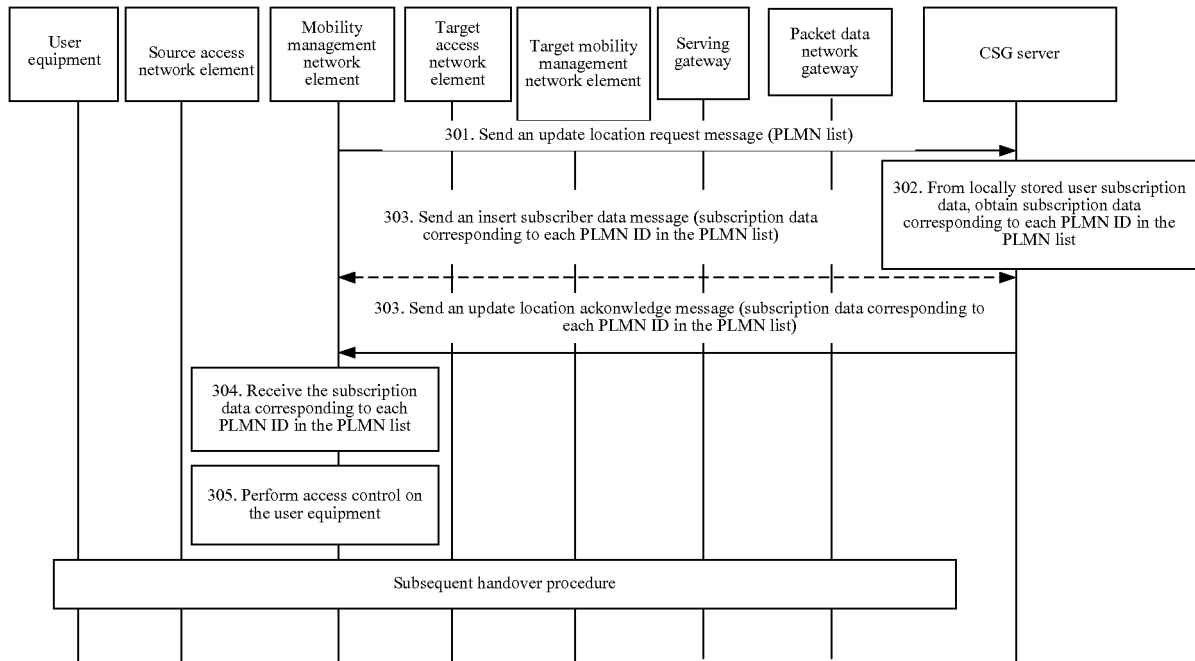 User
equipment
Source access
network element
Mobility
management
network
element
Target
access
network
element
Target mobility
management
network element
Serving
gateway
Packet data
network
gateway
CSG server
301. Send an update location request message (PLMN list)
302. From locally stored user subscription
data, obtain subscription data
corresponding to each PLMN ID in the
PLMN list
303. Send an insert subscriber data message (subscription data
corresponding to each PLMN ID in the PLMN list)
303. Send an update location ackonwledge message (subscription data corresponding to
each PLMN ID in the PLMN list)
304. Receive the subscription
data corresponding to each
PLMN ID in the PLMN list
305. Perform access control on
the user equipment
Subsequent handover procedure